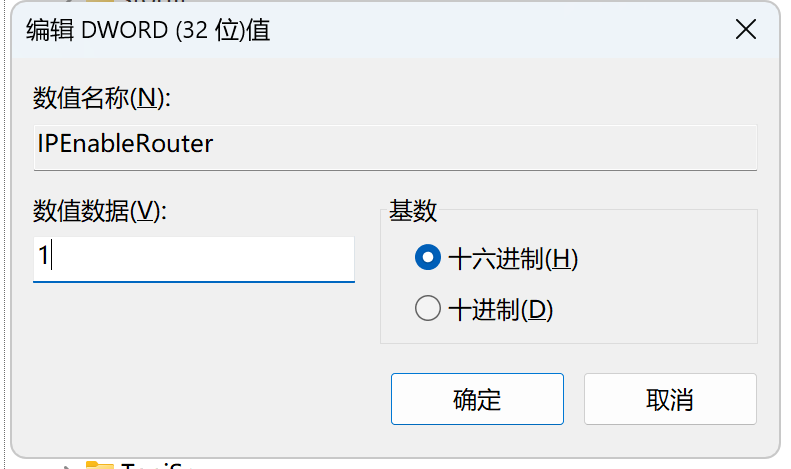 编辑 DWORD (32 位)值
数值名称(N):
IPEnableRouter
数值数据(V):
基数
1
十六进制(H)
十进制(D)
确定
取消